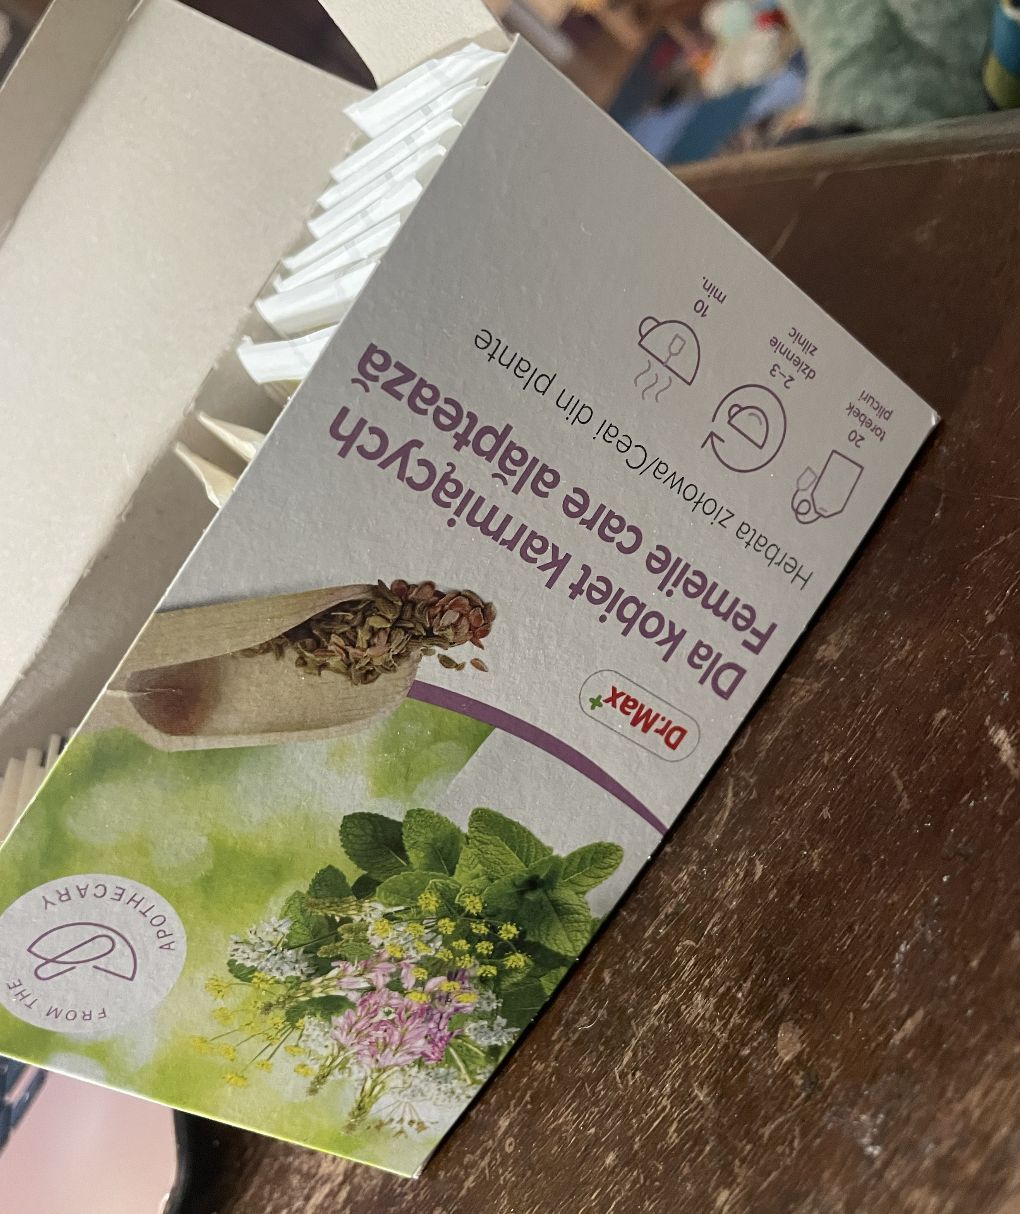 FROM THE
APOTHECARY
Dr.Max+
Dla kobiet karmiących
Femeile care alăptează
Herbata ziołowa/Ceai din plante
20
torebek
plicuri
2–3
dziennie
zilnic
10
min.